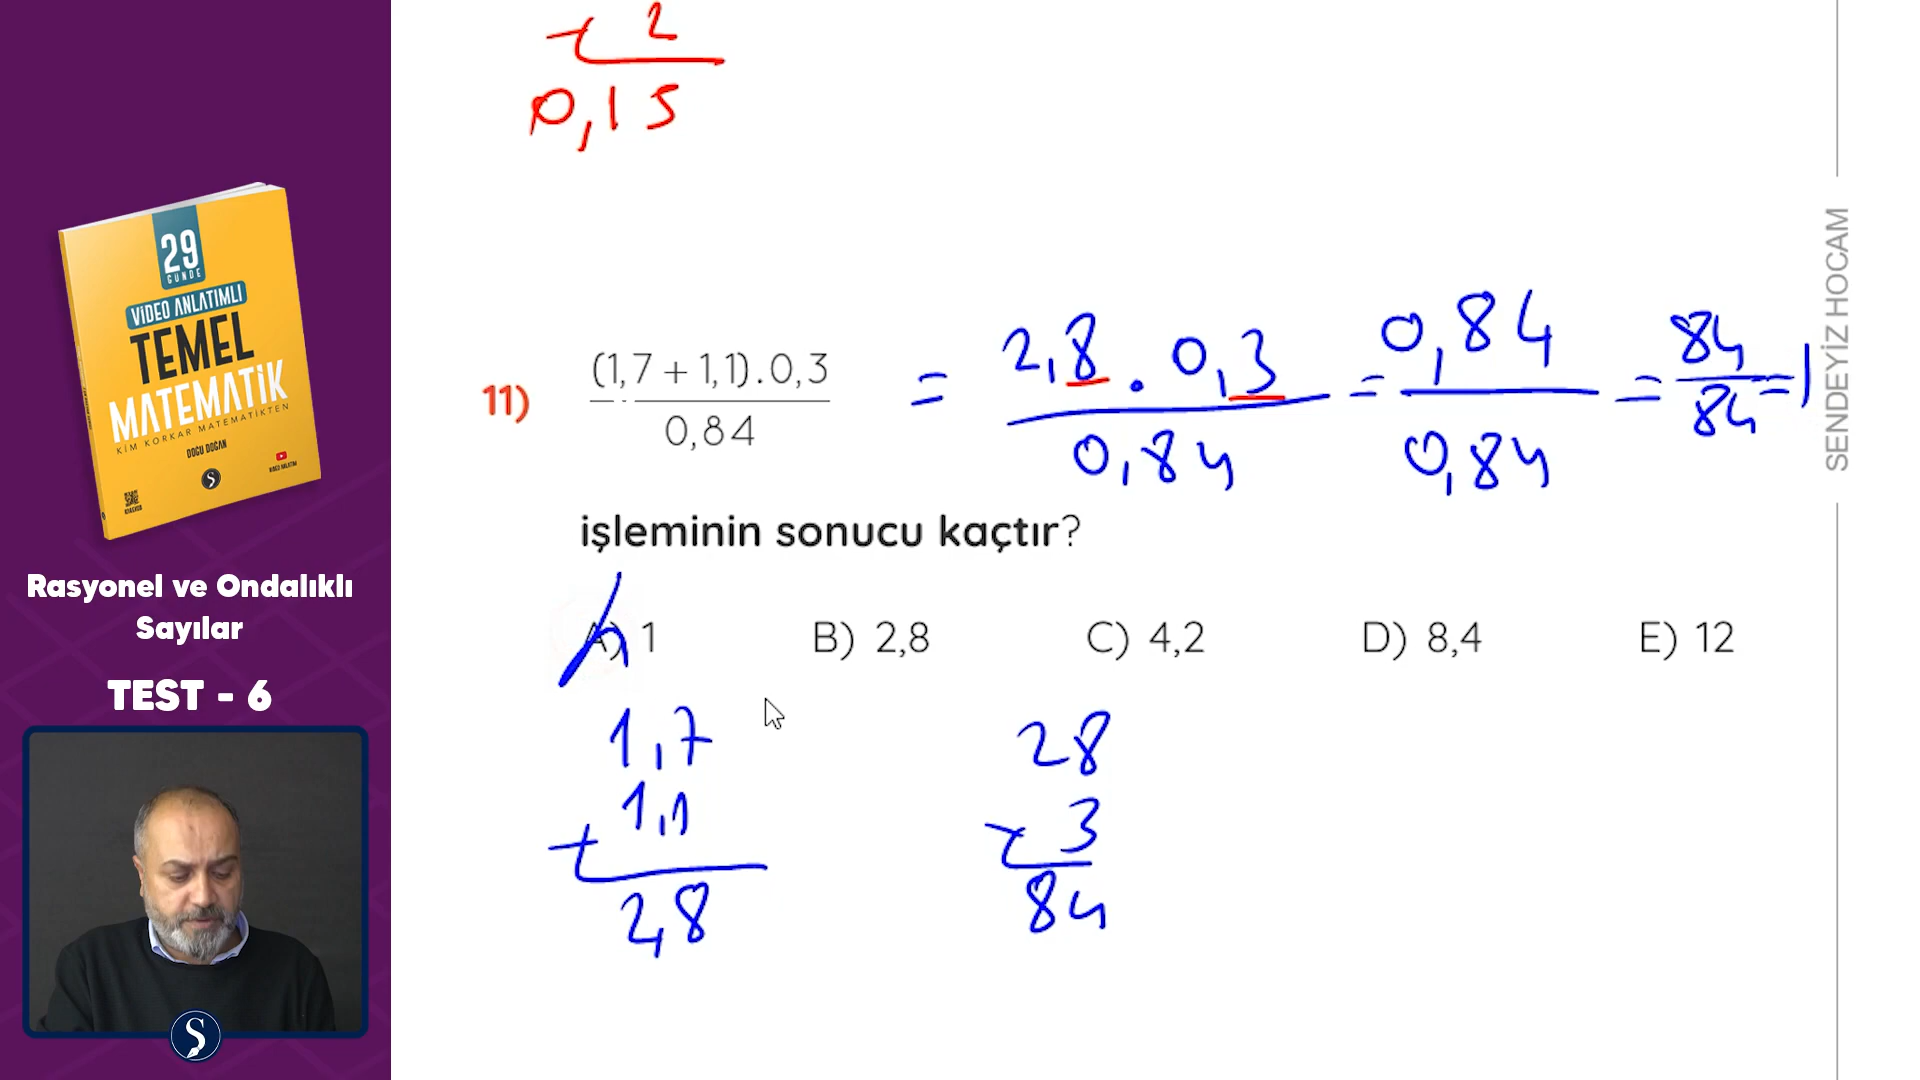 29
GÜNDE
VİDEO ANLATIMLI
TEMEL
MATEMATİK
KİM KORKAR MATEMATİKTEN
DOĞU DOĞAN
Rasyonel ve Ondalıklı
Sayılar
TEST - 6
S
x 2
0,15
11) (1,7 + 1,1) . 0,3 / 0,84 = 2,8 . 0,3 / 0,84 = 0,84 / 0,84 = 84 / 84 = 1
işleminin sonucu kaçtır?
A) 1 B) 2,8 C) 4,2 D) 8,4 E) 12
1,7
+ 1,1
2,8
28
x 3
84
SENDEYİZ HOCAM